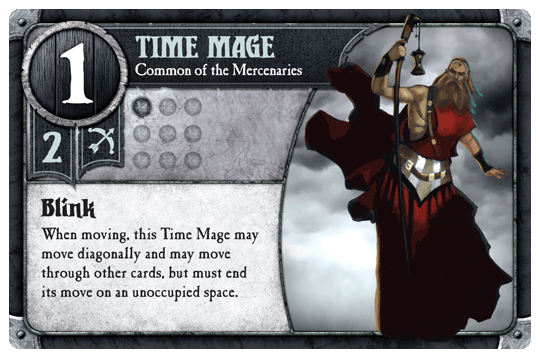 1
TIME MAGE
Common of the Mercenaries
2
Blink
When moving, this Time Mage may
move diagonally and may move
through other cards, but must end
its move on an unoccupied space.